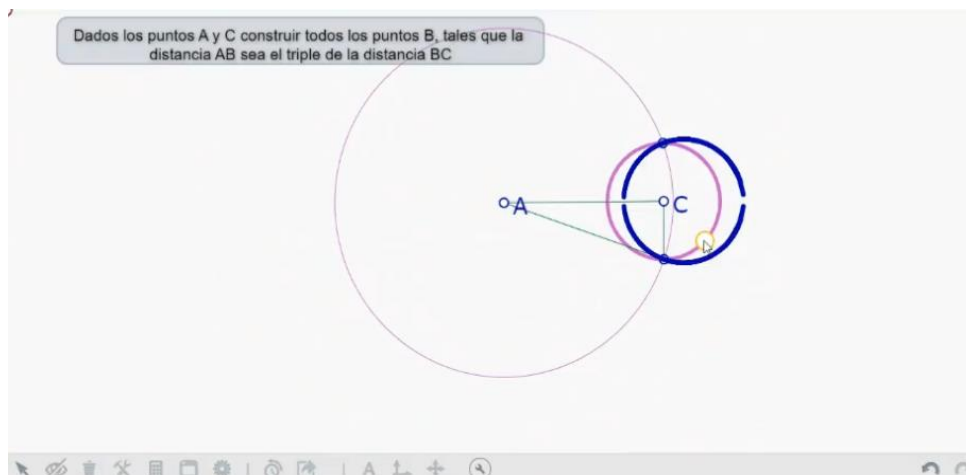 Dados los puntos A y C construir todos los puntos B, tales que la
distancia AB sea el triple de la distancia BC
A
C
A